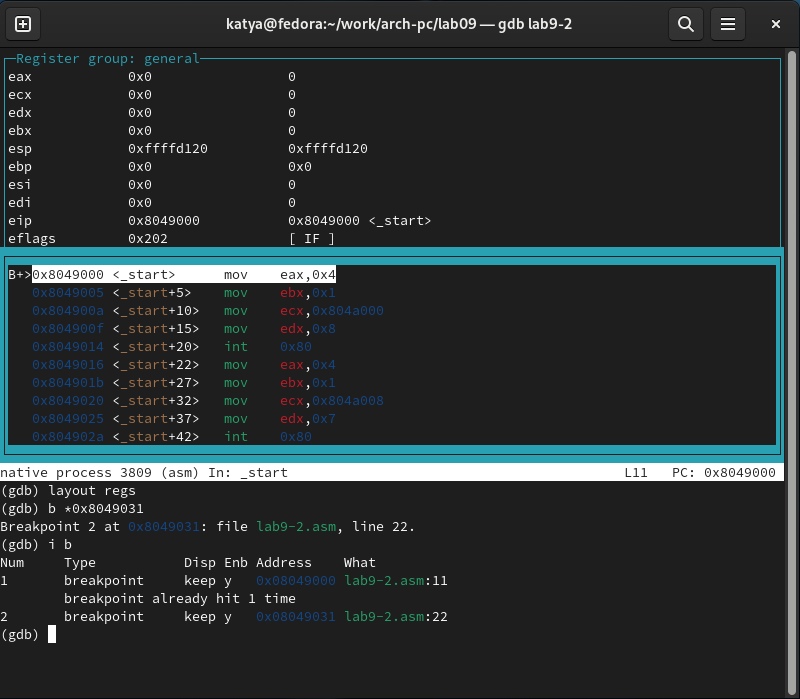 katya@fedora:~/work/arch-pc/lab09 — gdb lab9-2
Register group: general
eax 0x0 0
ecx 0x0 0
edx 0x0 0
ebx 0x0 0
esp 0xffffd120 0xffffd120
ebp 0x0 0x0
esi 0x0 0
edi 0x0 0
eip 0x8049000 0x8049000 <_start>
eflags 0x202 [ IF ]
B+>0x8049000 <_start> mov eax,0x4
0x8049005 <_start+5> mov ebx,0x1
0x804900a <_start+10> mov ecx,0x804a000
0x804900f <_start+15> mov edx,0x8
0x8049014 <_start+20> int 0x80
0x8049016 <_start+22> mov eax,0x4
0x804901b <_start+27> mov ebx,0x1
0x8049020 <_start+32> mov ecx,0x804a008
0x8049025 <_start+37> mov edx,0x7
0x804902a <_start+42> int 0x80
native process 3809 (asm) In: _start L11 PC: 0x8049000
(gdb) layout regs
(gdb) b *0x8049031
Breakpoint 2 at 0x8049031: file lab9-2.asm, line 22.
(gdb) i b
Num Type Disp Enb Address What
1 breakpoint keep y 0x08049000 lab9-2.asm:11
breakpoint already hit 1 time
2 breakpoint keep y 0x08049031 lab9-2.asm:22
(gdb)